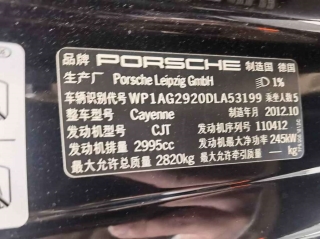 品牌 PORSCHE 制造国 德国
生产厂 Porsche Leipzig GmbH 1%
车辆识别代号 WP1AG2920DLA53199 乘坐人数5
整车型号 Cayenne 制造年月 2012.10
发动机型号 CJT 发动机序列号 110412
发动机排量 2995cc 发动机最大净功率 245kW
最大允许总质量 2820kg 最大允许牵引质量 — kg